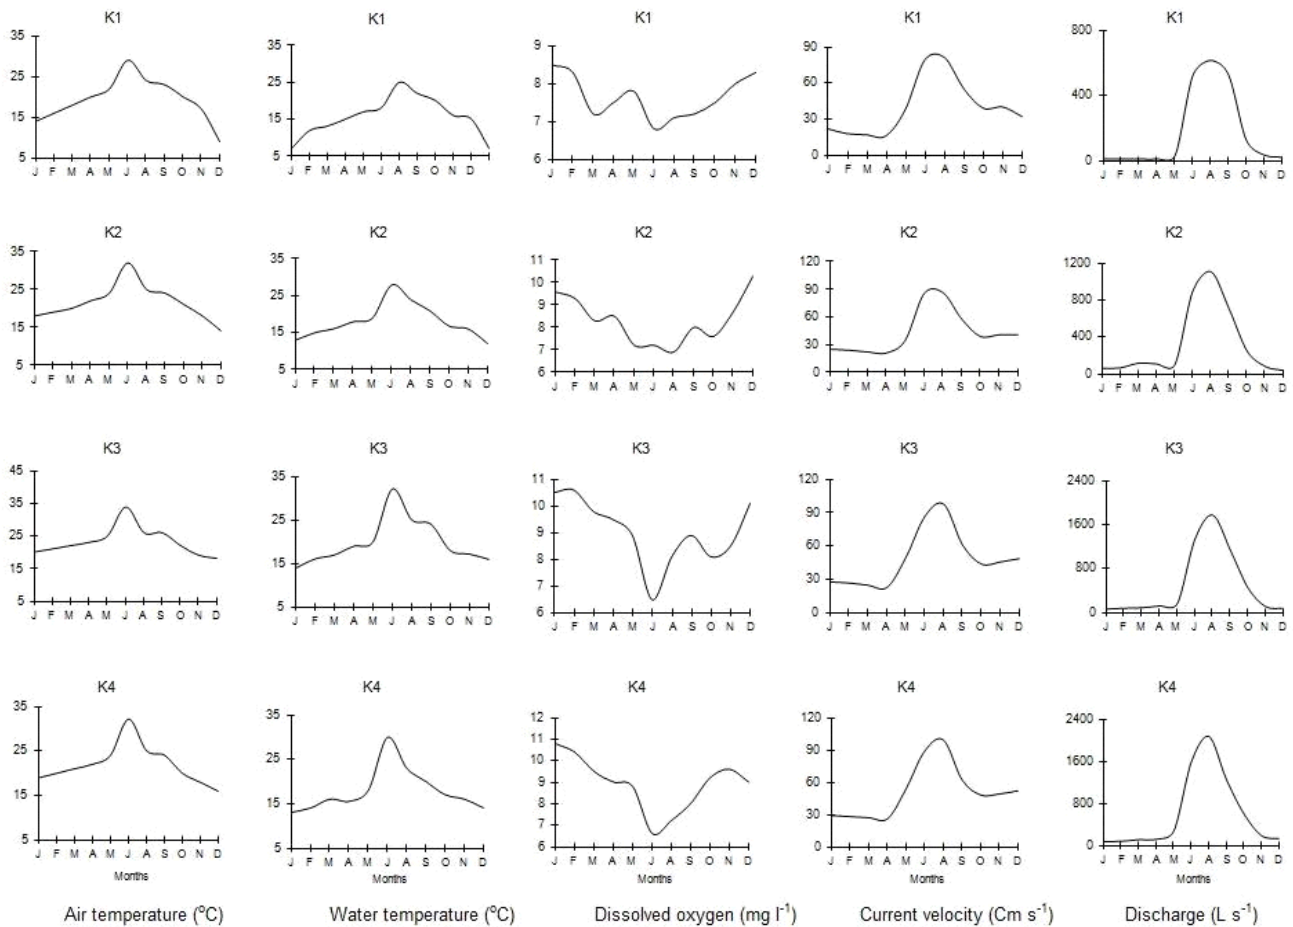 K1
35
25
15
5
J F M A M J A S O N D
K1
35
25
15
5
J F M A M J A S O N D
K1
9
8
7
6
J F M A M J A S O N D
K1
90
60
30
0
J F M A M J A S O N D
K1
800
400
0
J F M A M J A S O N D
K2
35
25
15
5
J F M A M J A S O N D
K2
35
25
15
5
J F M A M J A S O N D
K2
11
10
9
8
7
6
J F M A M J A S O N D
K2
120
90
60
30
0
J F M A M J A S O N D
K2
1200
800
400
0
J F M A M J A S O N D
K3
45
35
25
15
5
J F M A M J A S O N D
K3
35
25
15
5
J F M A M J A S O N D
K3
11
10
9
8
7
6
J F M A M J A S O N D
K3
120
90
60
30
0
J F M A M J A S O N D
K3
2400
1600
800
0
J F M A M J A S O N D
K4
35
25
15
5
J F M A M J A S O N D
Months
K4
35
25
15
5
J F M A M J A S O N D
Months
K4
12
11
10
9
8
7
6
J F M A M J A S O N D
K4
120
90
60
30
0
J F M A M J A S O N D
Months
K4
2400
1600
800
0
J F M A M J A S O N D
Months
Air temperature (⁰C)
Water temperature (⁰C)
Dissolved oxygen (mg l⁻¹)
Current velocity (Cm s⁻¹)
Discharge (L s⁻¹)